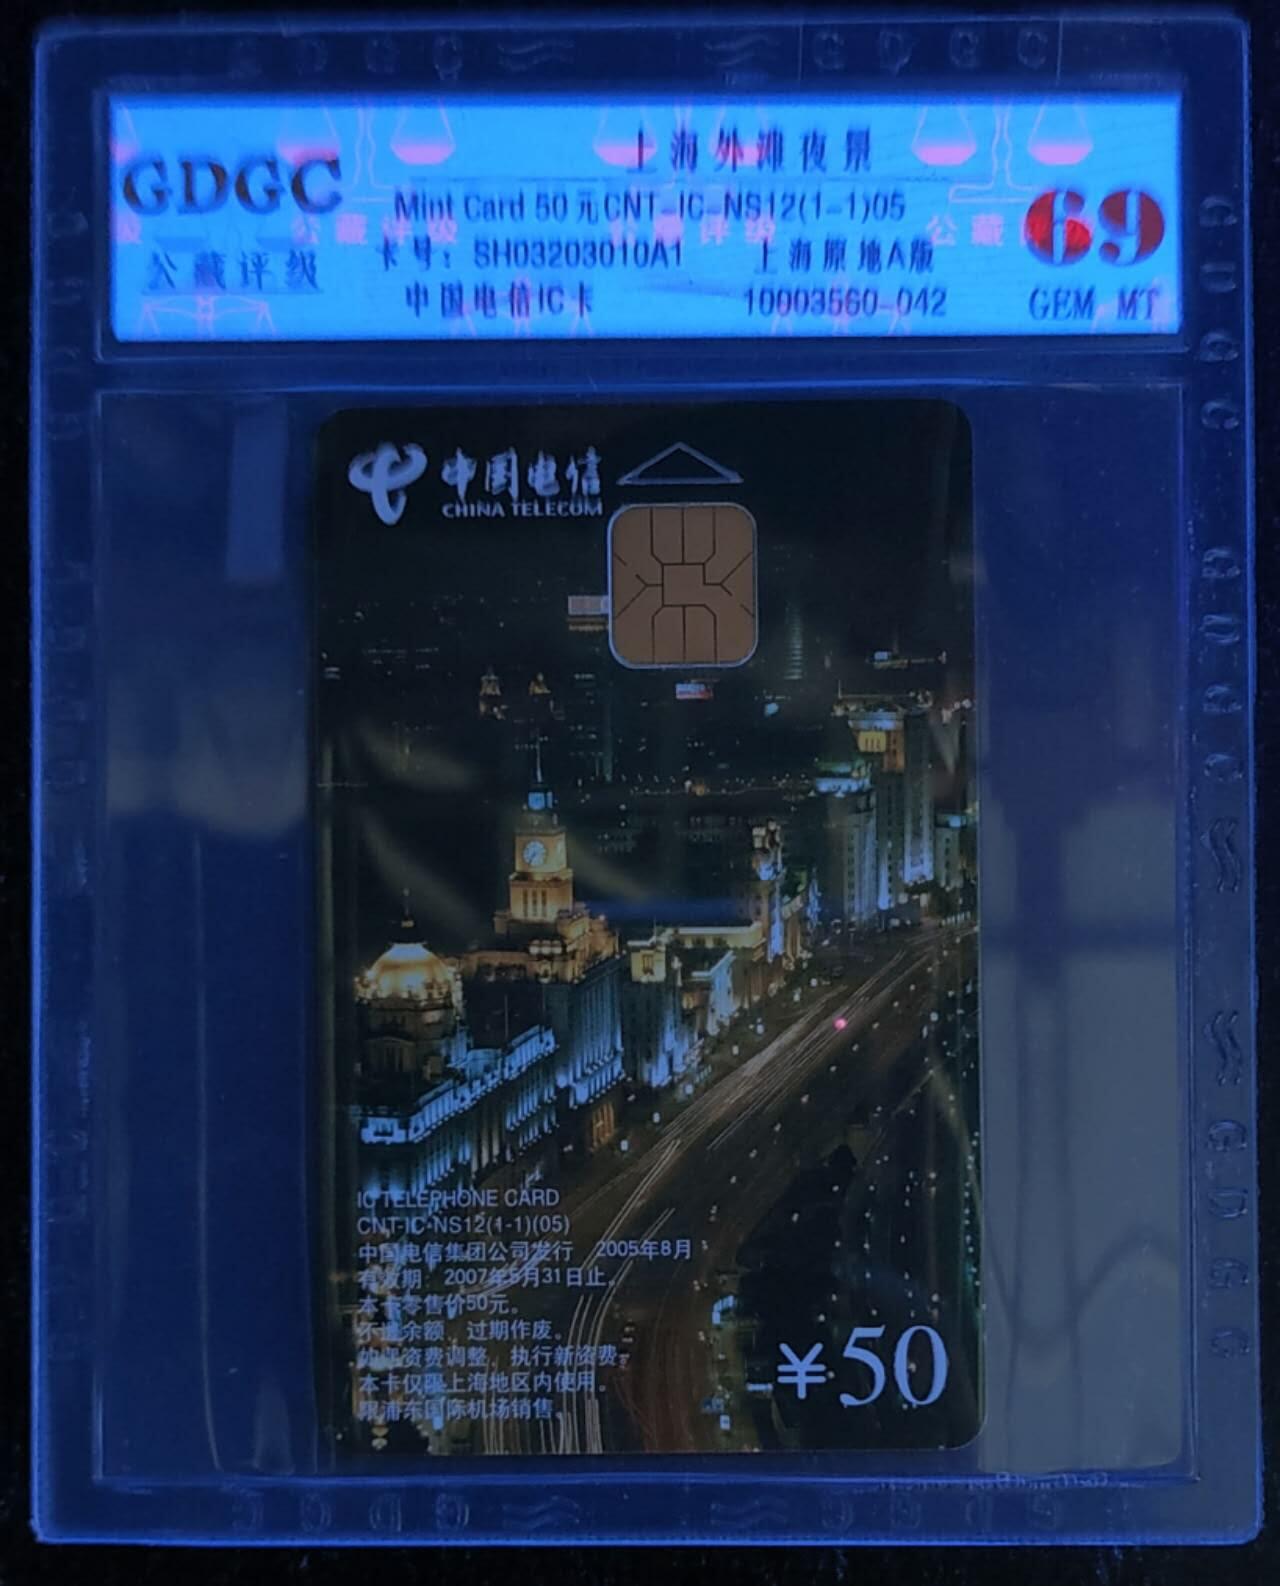 GDGC
公藏评级
上海外滩夜景
Mint Card 50元CNT-IC-NS12(1-1)05
卡号：SH03203010A1 上海原地A版
中国电信IC卡 10003560-042
69
GEM MT
中国电信
CHINA TELECOM
IC TELEPHONE CARD
CNT-IC-NS12(1-1)(05)
中国电信集团公司发行 2005年8月
有效期 2007年5月31日止。
本卡零售价50元。
不退余额，过期作废。
如遇资费调整，执行新资费。
本卡仅限上海地区内使用。
限浦东国际机场销售。
¥50